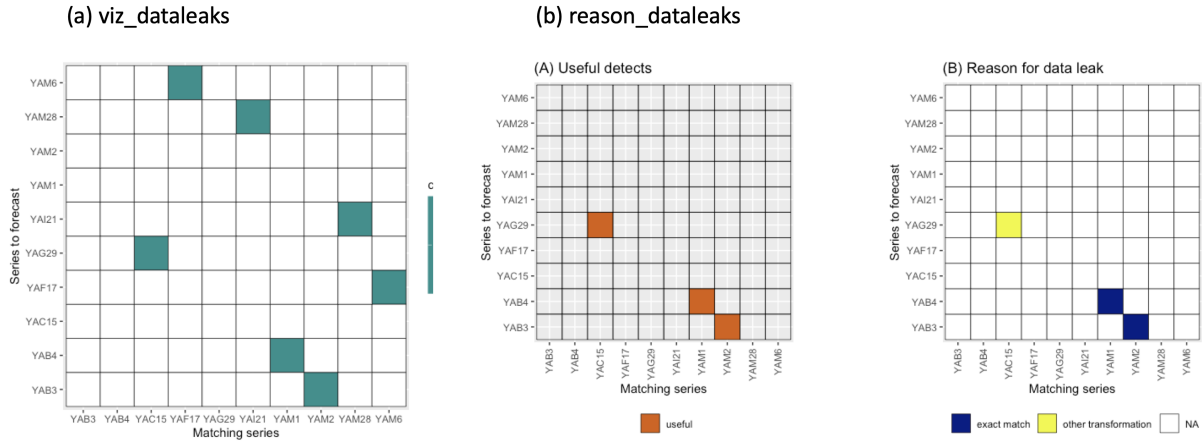 (a) viz_dataleaks
(b) reason_dataleaks
Series to forecast
YAM6
YAM28
YAM2
YAM1
YAI21
YAG29
YAF17
YAC15
YAB4
YAB3
YAB3 YAB4 YAC15 YAF17 YAG29 YAI21 YAM1 YAM2 YAM28 YAM6
Matching series
(A) Useful detects
Series to forecast
YAM6
YAM28
YAM2
YAM1
YAI21
YAG29
YAF17
YAC15
YAB4
YAB3
YAB3 YAB4 YAC15 YAF17 YAG29 YAI21 YAM1 YAM2 YAM28 YAM6
Matching series
useful
(B) Reason for data leak
Series to forecast
YAM6
YAM28
YAM2
YAM1
YAI21
YAG29
YAF17
YAC15
YAB4
YAB3
YAB3 YAB4 YAC15 YAF17 YAG29 YAI21 YAM1 YAM2 YAM28 YAM6
Matching series
exact match other transformation NA